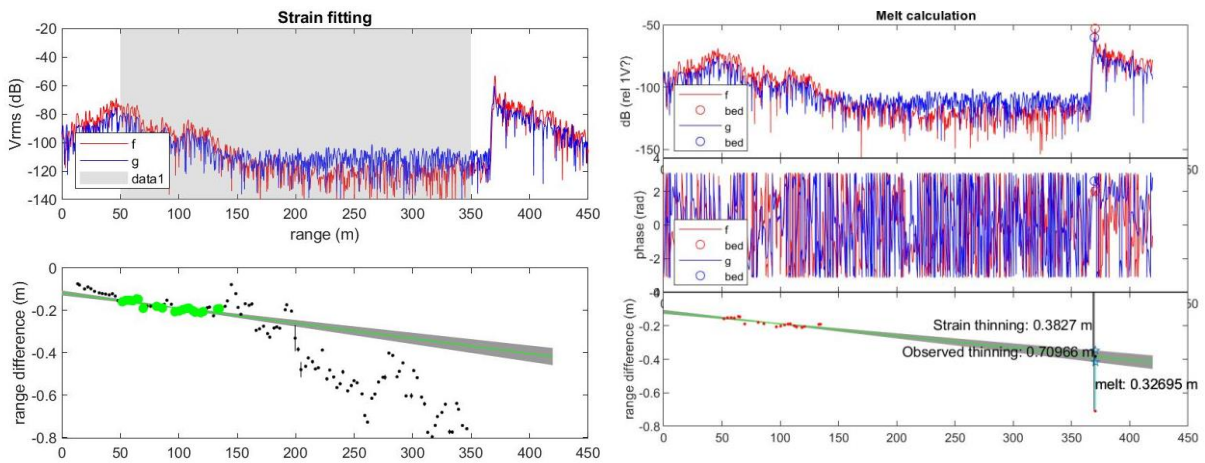 Strain fitting
-20
-40
-60
-80
-100
-120
-140
Vrms (dB)
f
g
data1
0 50 100 150 200 250 300 350 400 450
range (m)
0
-0.2
-0.4
-0.6
-0.8
range difference (m)
0 50 100 150 200 250 300 350 400 450
Melt calculation
-50
-100
-150
dB (rel 1V?)
f
bed
g
bed
4
2
0
-2
phase (rad)
f
bed
g
bed
50
-0.2
-0.4
-0.6
-0.8
range difference (m)
50
Strain thinning: 0.3827 m
Observed thinning: 0.70966 m
melt: 0.32695 m
0 50 100 150 200 250 300 350 400 450